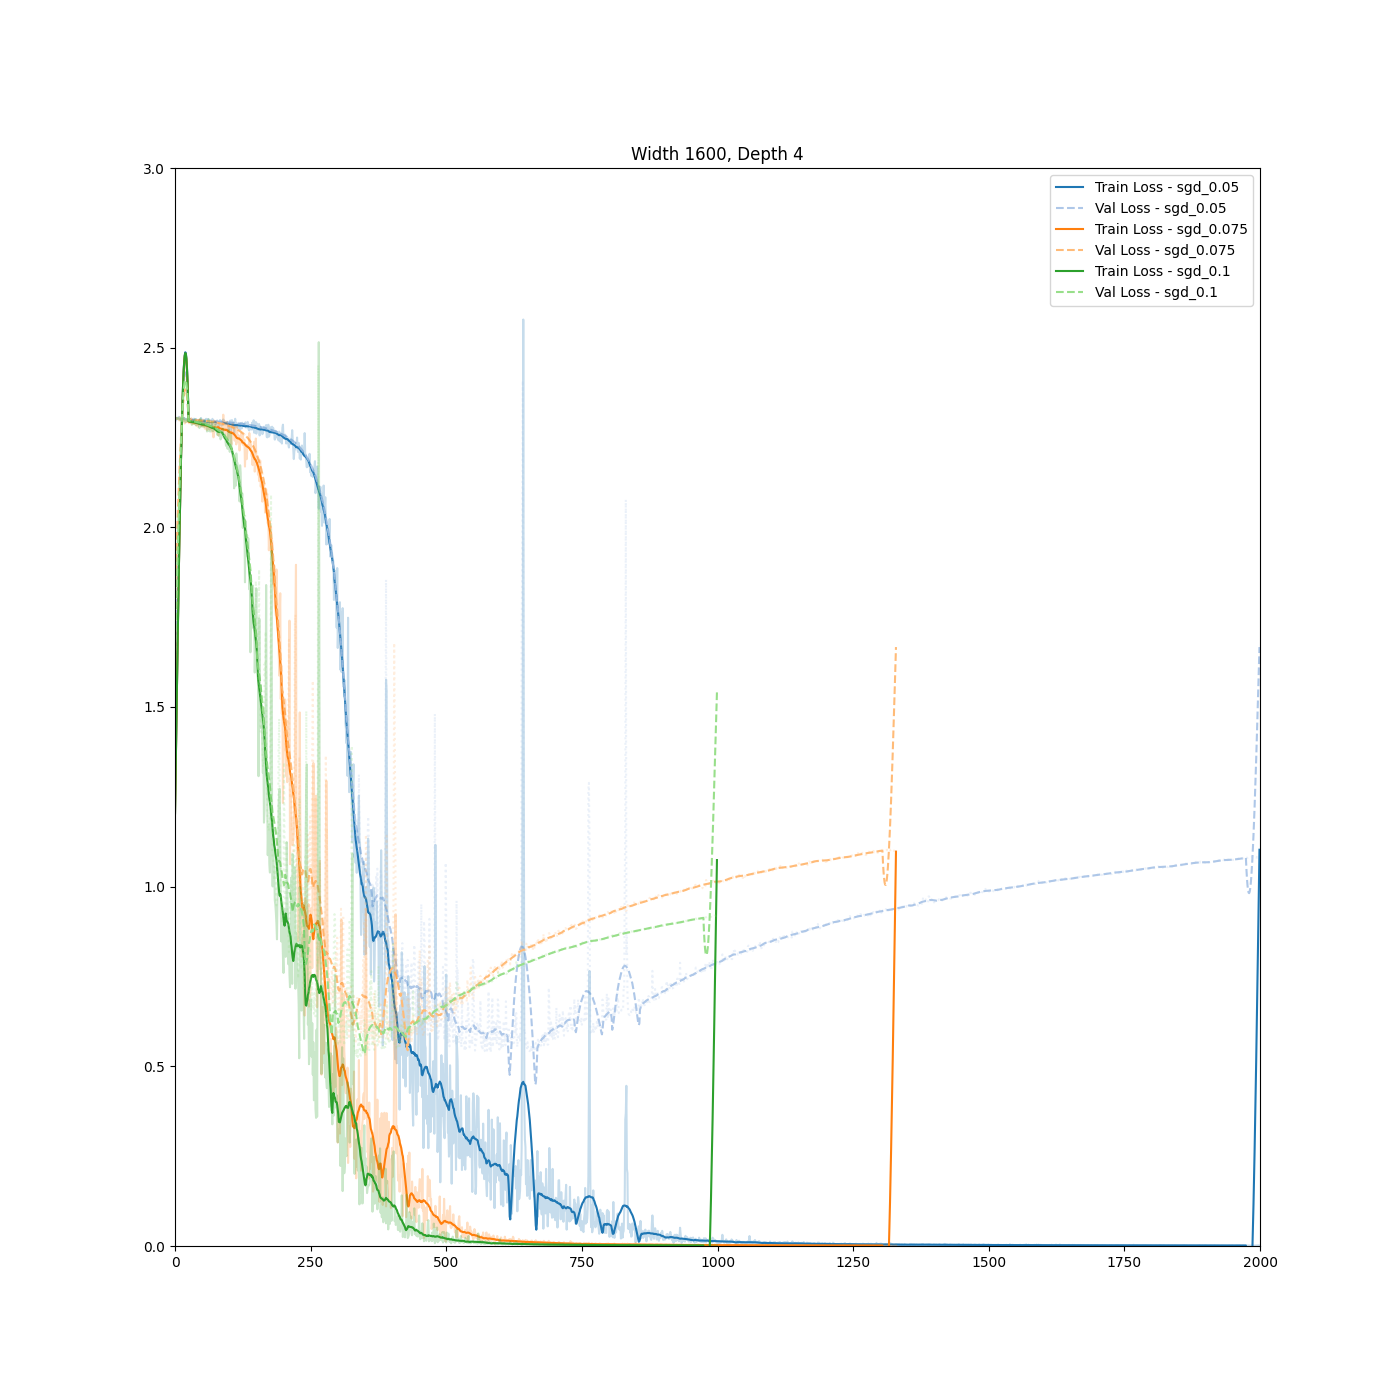 Width 1600, Depth 4
3.0
2.5
2.0
1.5
1.0
0.5
0.0
0 250 500 750 1000 1250 1500 1750 2000
Train Loss - sgd_0.05
Val Loss - sgd_0.05
Train Loss - sgd_0.075
Val Loss - sgd_0.075
Train Loss - sgd_0.1
Val Loss - sgd_0.1